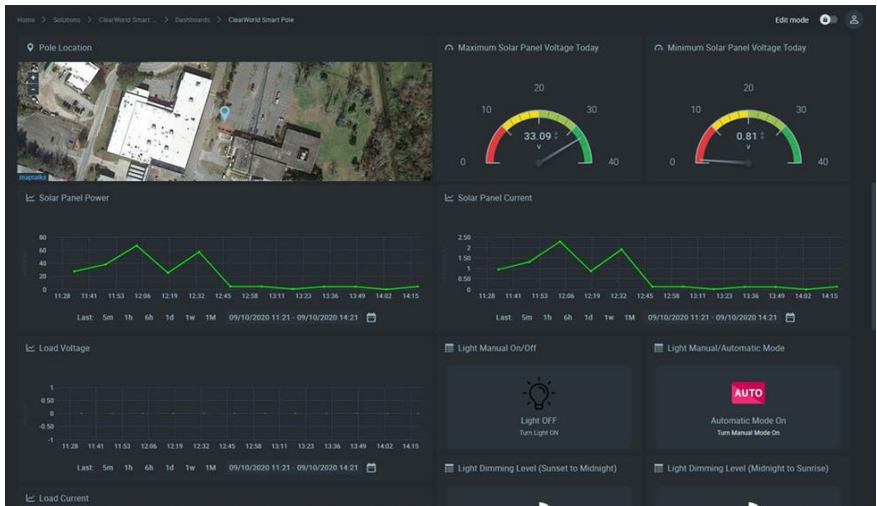 Home > Solutions > ClearWorld Smart ... > Dashboards > ClearWorld Smart Pole
Edit mode
Pole Location
+
-
maptalks
Maximum Solar Panel Voltage Today
0 10 20 30 40
33.09
V
Minimum Solar Panel Voltage Today
0 10 20 30 40
0.81
V
Solar Panel Power
80
60
40
20
0
11:28 11:41 11:53 12:06 12:19 12:32 12:45 12:58 13:11 13:23 13:36 13:49 14:02 14:15
Last: 5m 1h 6h 1d 1w 1M 09/10/2020 11:21 - 09/10/2020 14:21
Solar Panel Current
2.50
2
1.50
1
0.50
0
11:28 11:41 11:53 12:06 12:19 12:32 12:45 12:58 13:11 13:23 13:36 13:49 14:02 14:15
Last: 5m 1h 6h 1d 1w 1M 09/10/2020 11:21 - 09/10/2020 14:21
Load Voltage
1
0.50
0
-0.50
-1
11:28 11:41 11:53 12:06 12:19 12:32 12:45 12:58 13:11 13:23 13:36 13:49 14:02 14:15
Last: 5m 1h 6h 1d 1w 1M 09/10/2020 11:21 - 09/10/2020 14:21
Light Manual On/Off
Light OFF
Turn Light ON
Light Manual/Automatic Mode
AUTO
Automatic Mode On
Turn Manual Mode On
Light Dimming Level (Sunset to Midnight)
Light Dimming Level (Midnight to Sunrise)
Load Current